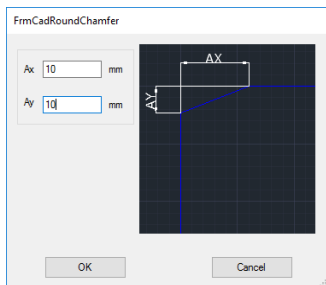 FrmCadRoundChamfer
Ax 10 mm
Ay 10 mm
AX
AY
OK Cancel